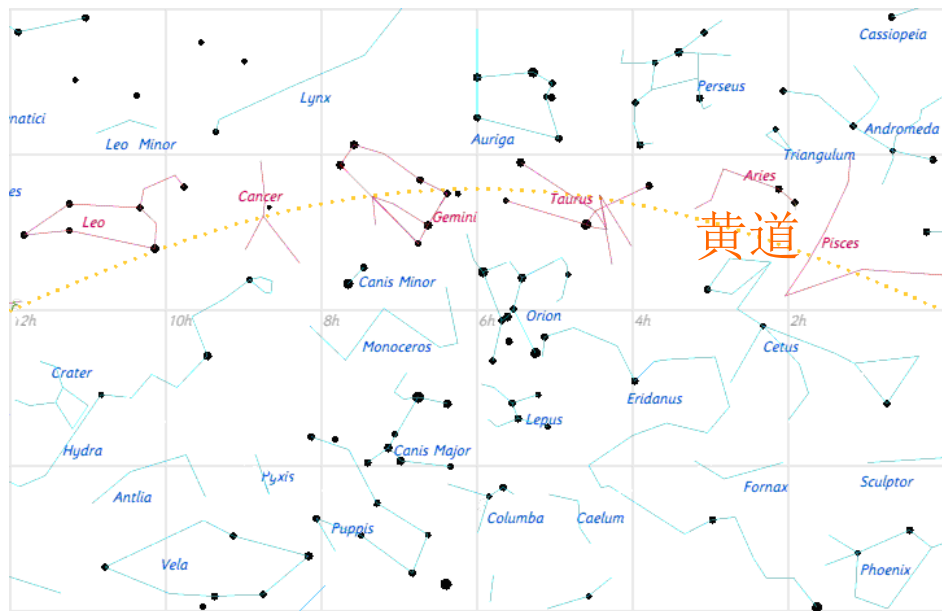 Cassiopeia
Perseus
Lynx
natici
Auriga
Andromeda
Leo Minor
Triangulum
es
Aries
Cancer
Taurus
Leo
Gemini
黄道
Pisces
Canis Minor
12h
10h
8h
6h
Orion
4h
2h
Monoceros
Cetus
Crater
Eridanus
Lepus
Hydra
Canis Major
Pyxis
Fornax
Sculptor
Antlia
Columba
Caelum
Puppis
Vela
Phoenix